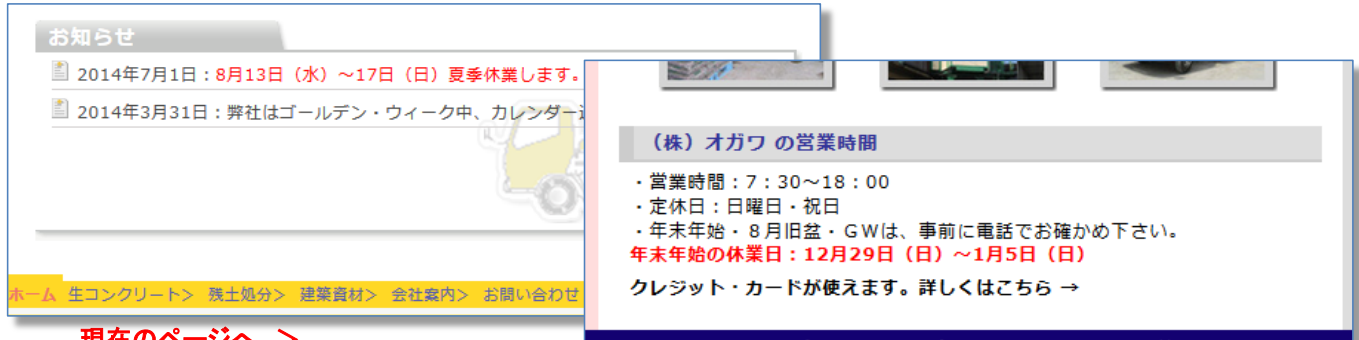 お知らせ
2014年7月1日：8月13日（水）～17日（日）夏季休業します。
2014年3月31日：弊社はゴールデン・ウィーク中、カレンダー
ホーム 生コンクリート> 残土処分> 建築資材> 会社案内> お問い合わせ
現在のページへ ＞
（株）オガワ の営業時間
・営業時間：7：30～18：00
・定休日：日曜日・祝日
・年末年始・８月旧盆・ＧＷは、事前に電話でお確かめ下さい。
年末年始の休業日：12月29日（日）～1月5日（日）
クレジット・カードが使えます。詳しくはこちら →